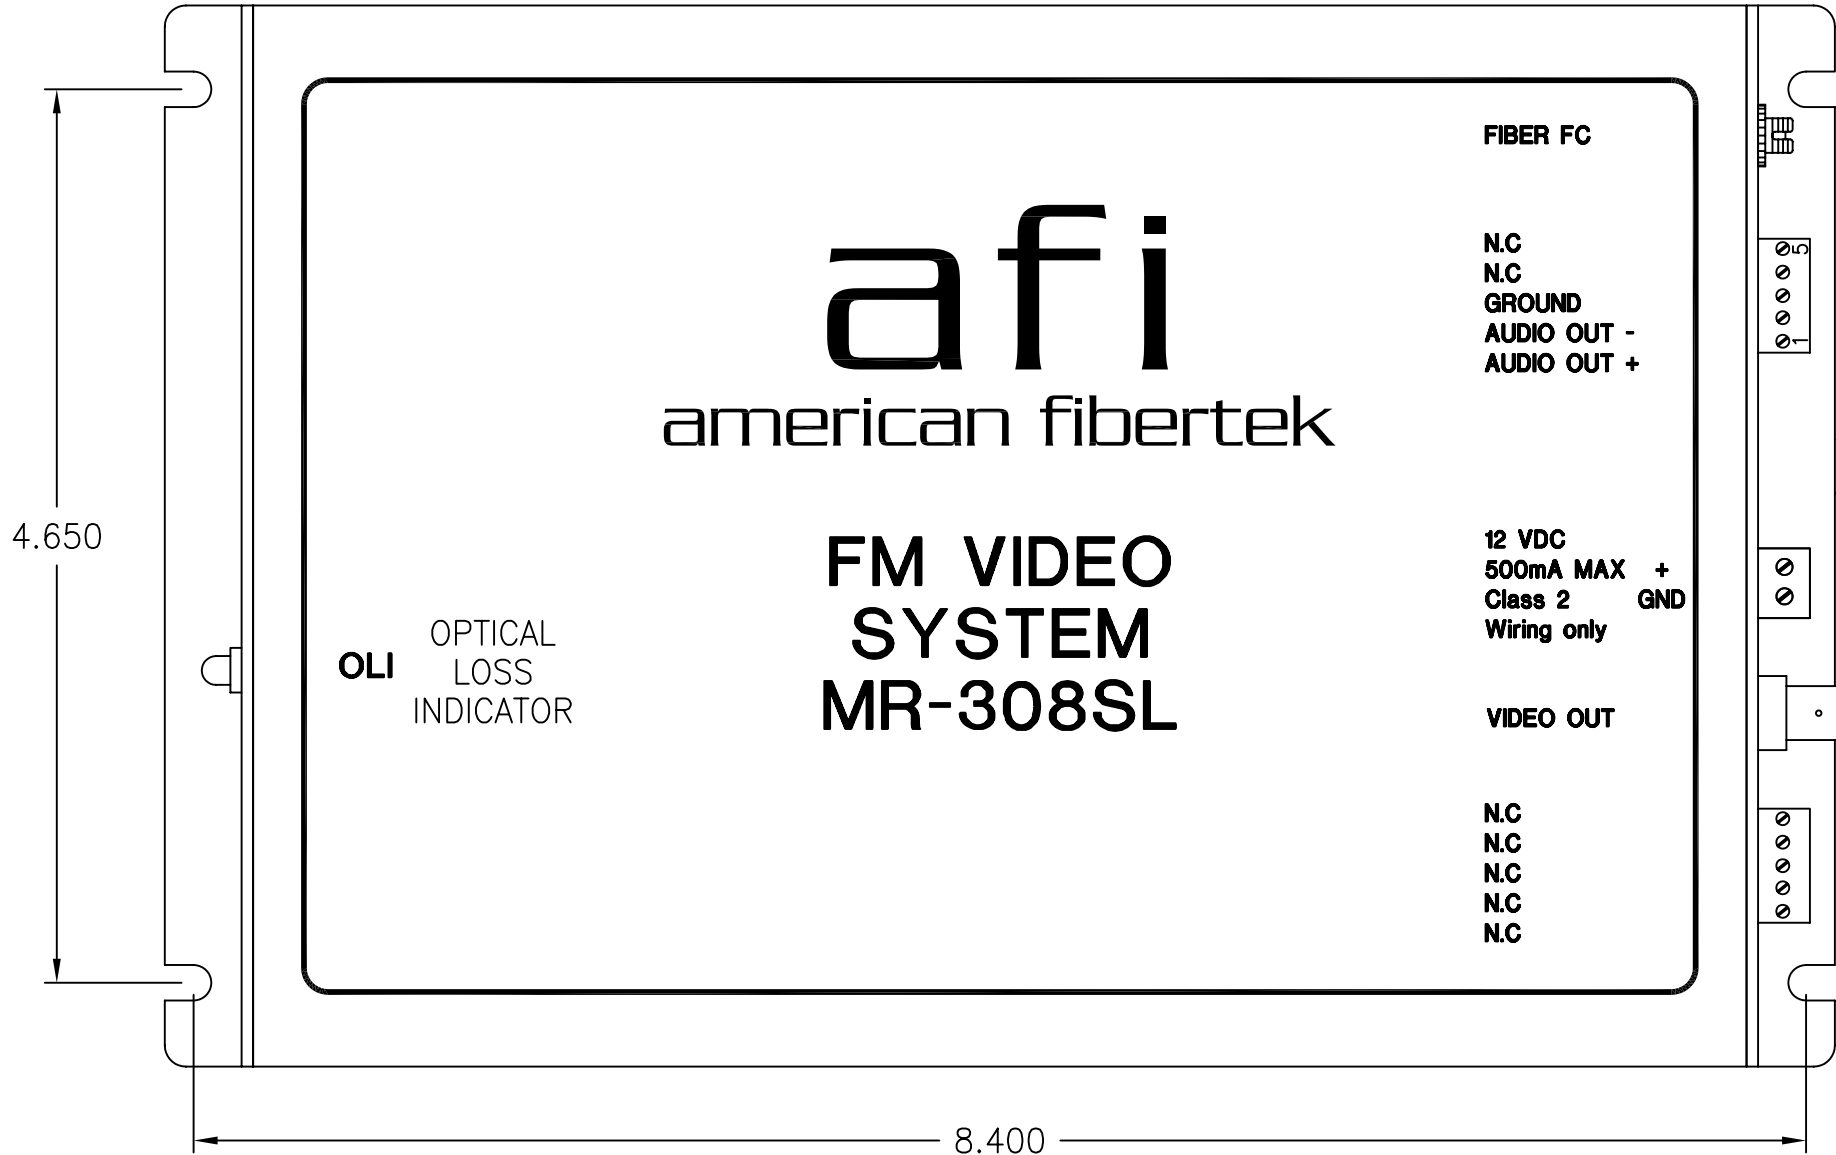 FIBER FC
afi
american fibertek
N.C
N.C
GROUND
AUDIO OUT -
AUDIO OUT +
5
1
4.650
FM VIDEO
SYSTEM
MR-308SL
12 VDC
500mA MAX +
Class 2 GND
Wiring only
OLI
OPTICAL
LOSS
INDICATOR
VIDEO OUT
N.C
N.C
N.C
N.C
N.C
8.400